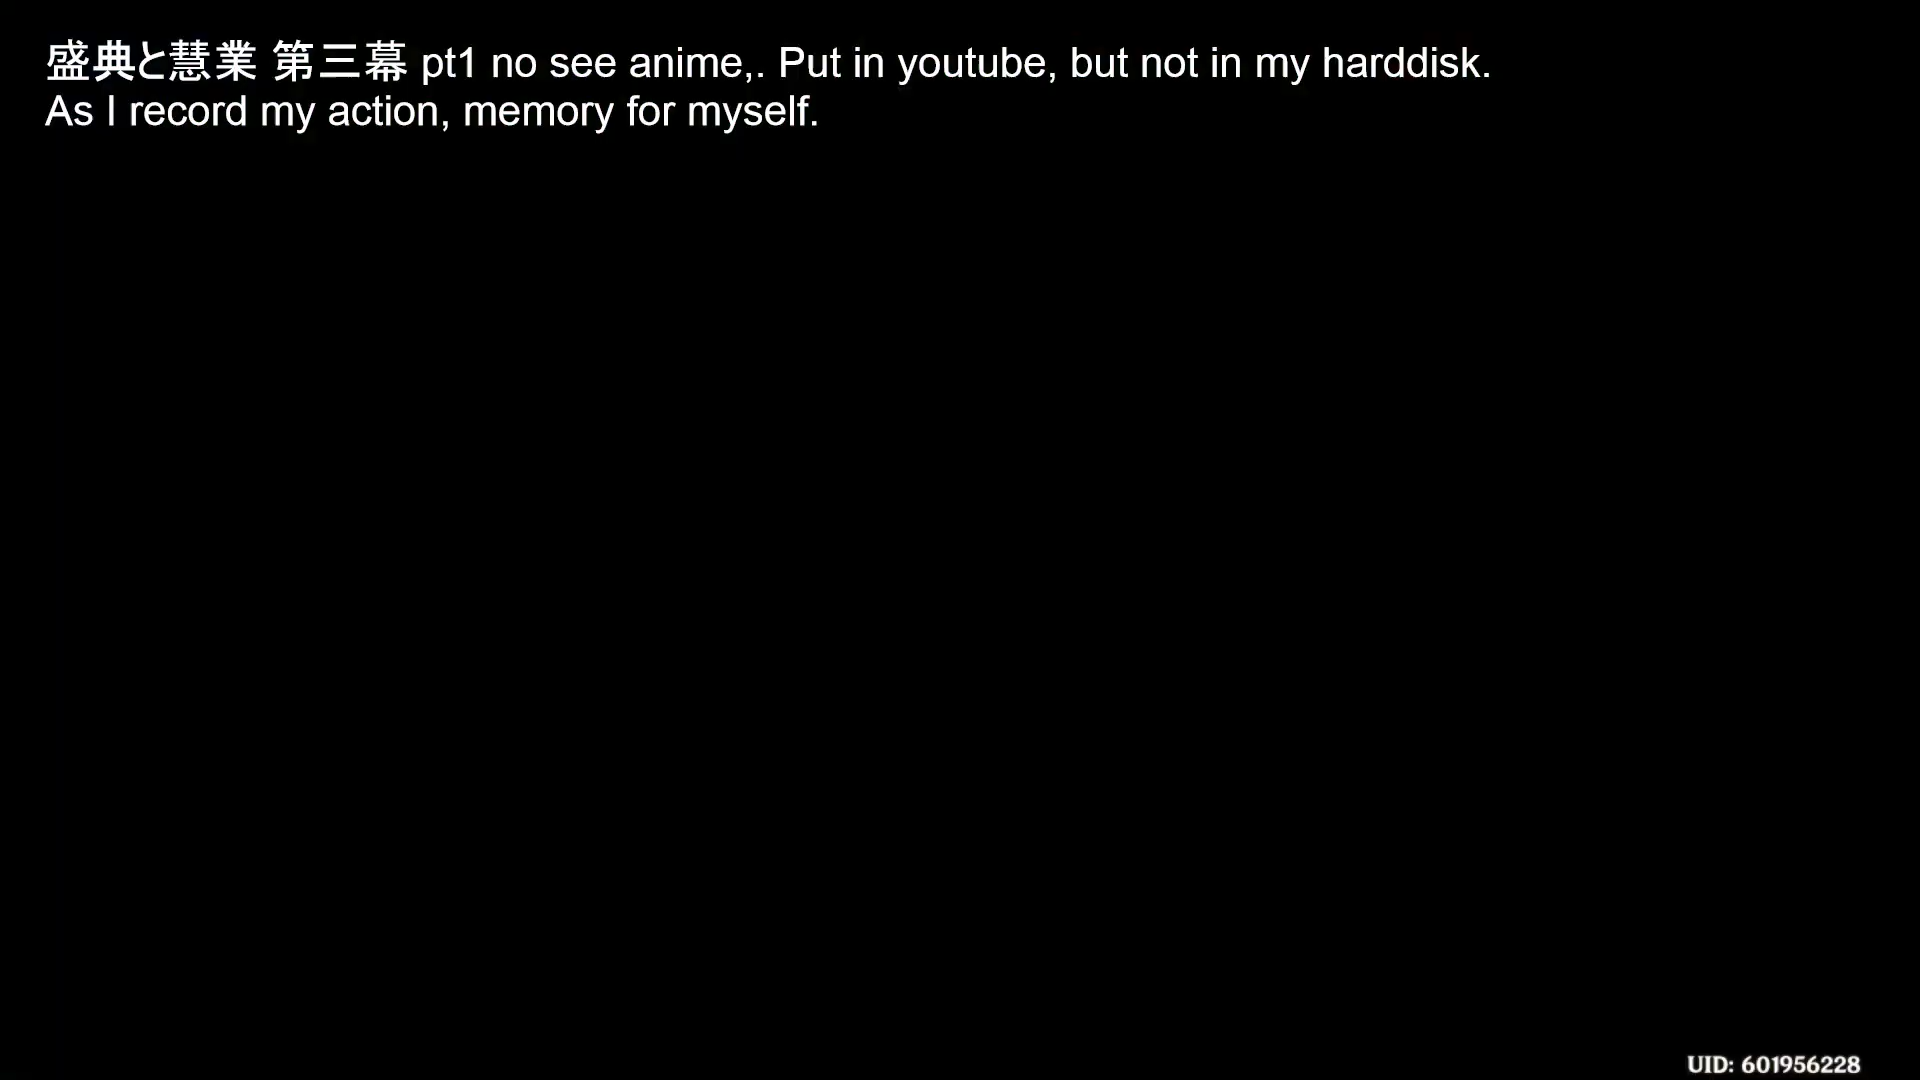 盛典と慧業 第三幕 pt1 no see anime,. Put in youtube, but not in my harddisk.
As I record my action, memory for myself.
UID: 601956228